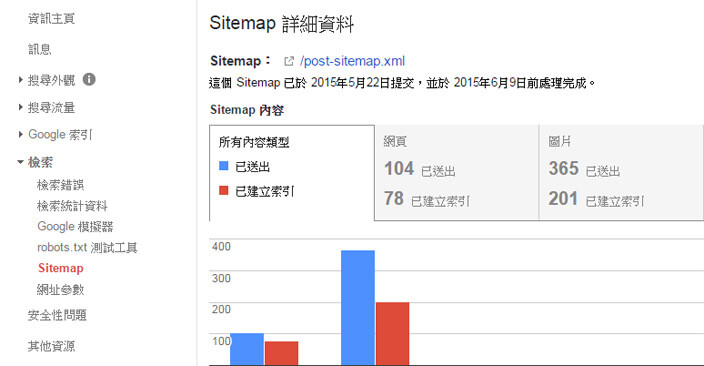 資訊主頁
訊息
搜尋外觀
搜尋流量
Google 索引
檢索
檢索錯誤
檢索統計資料
Google 模擬器
robots.txt 測試工具
Sitemap
網址參數
安全性問題
其他資源
Sitemap 詳細資料
Sitemap： /post-sitemap.xml
這個 Sitemap 已於 2015年5月22日提交，並於 2015年6月9日前處理完成。
Sitemap 內容
所有內容類型
已送出
已建立索引
網頁
104 已送出
78 已建立索引
圖片
365 已送出
201 已建立索引
400
300
200
100